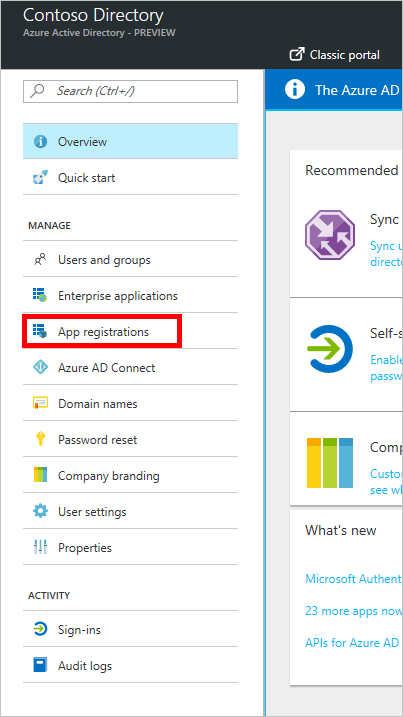 Contoso Directory
Azure Active Directory - PREVIEW
Classic portal
Search (Ctrl+/)
Overview
Quick start
MANAGE
Users and groups
Enterprise applications
App registrations
Azure AD Connect
Domain names
Password reset
Company branding
User settings
Properties
ACTIVITY
Sign-ins
Audit logs
The Azure AD
Recommended
Sync
Sync u
directo
Self-s
Enable
passw
Comp
Custo
see wh
What's new
Microsoft Authent
23 more apps now
APIs for Azure AD